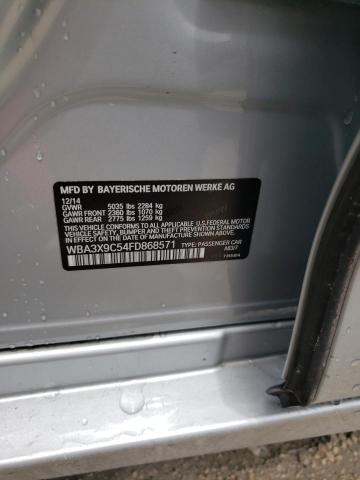 MFD BY BAYERISCHE MOTOREN WERKE AG
12/14
GVWR 5035 lbs 2284 kg
GAWR FRONT 2360 lbs 1070 kg
GAWR REAR 2775 lbs 1259 kg
THIS VEHICLE CONFORMS TO ALL APPLICABLE U.S. FEDERAL MOTOR
VEHICLE SAFETY, BUMPER, AND THEFT PREVENTION STANDARDS
IN EFFECT ON THE DATE OF MANUFACTURE SHOWN ABOVE.
WBA3X9C54FD868571 TYPE: PASSENGER CAR